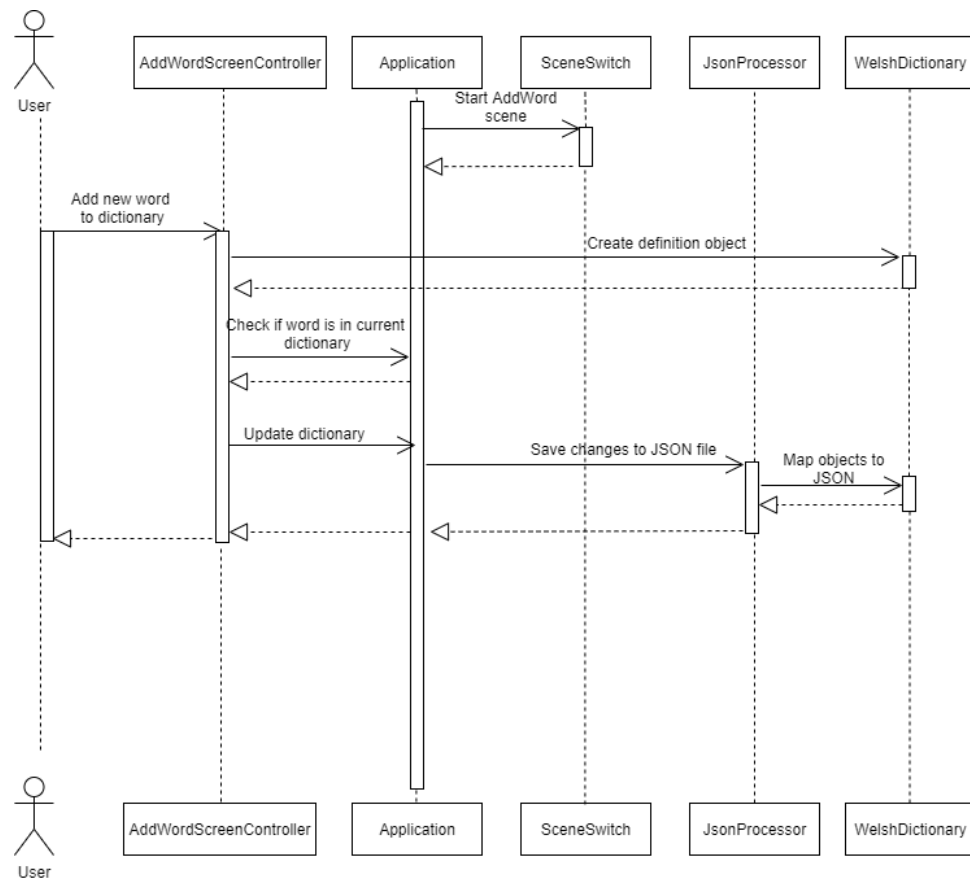 User
AddWordScreenController
Application
SceneSwitch
JsonProcessor
WelshDictionary
Start AddWord
scene
Add new word
to dictionary
Create definition object
Check if word is in current
dictionary
Update dictionary
Save changes to JSON file
Map objects to
JSON
AddWordScreenController
Application
SceneSwitch
JsonProcessor
WelshDictionary
User